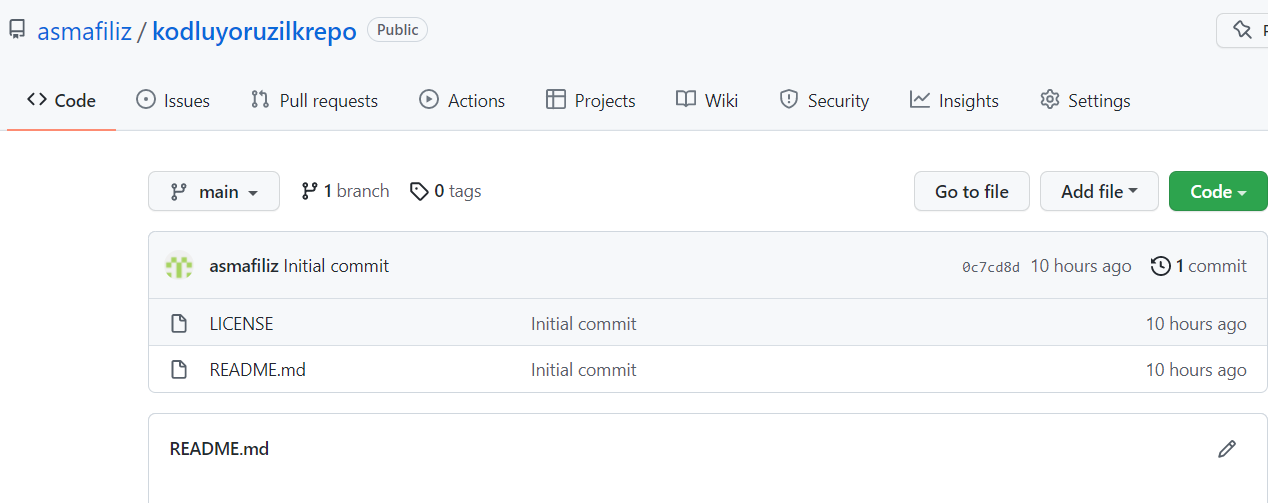 asmafiliz / kodluyoruzilkrepo Public
Code Issues Pull requests Actions Projects Wiki Security Insights Settings
main 1 branch 0 tags Go to file Add file Code
asmafiliz Initial commit 0c7cd8d 10 hours ago 1 commit
LICENSE Initial commit 10 hours ago
README.md Initial commit 10 hours ago
README.md